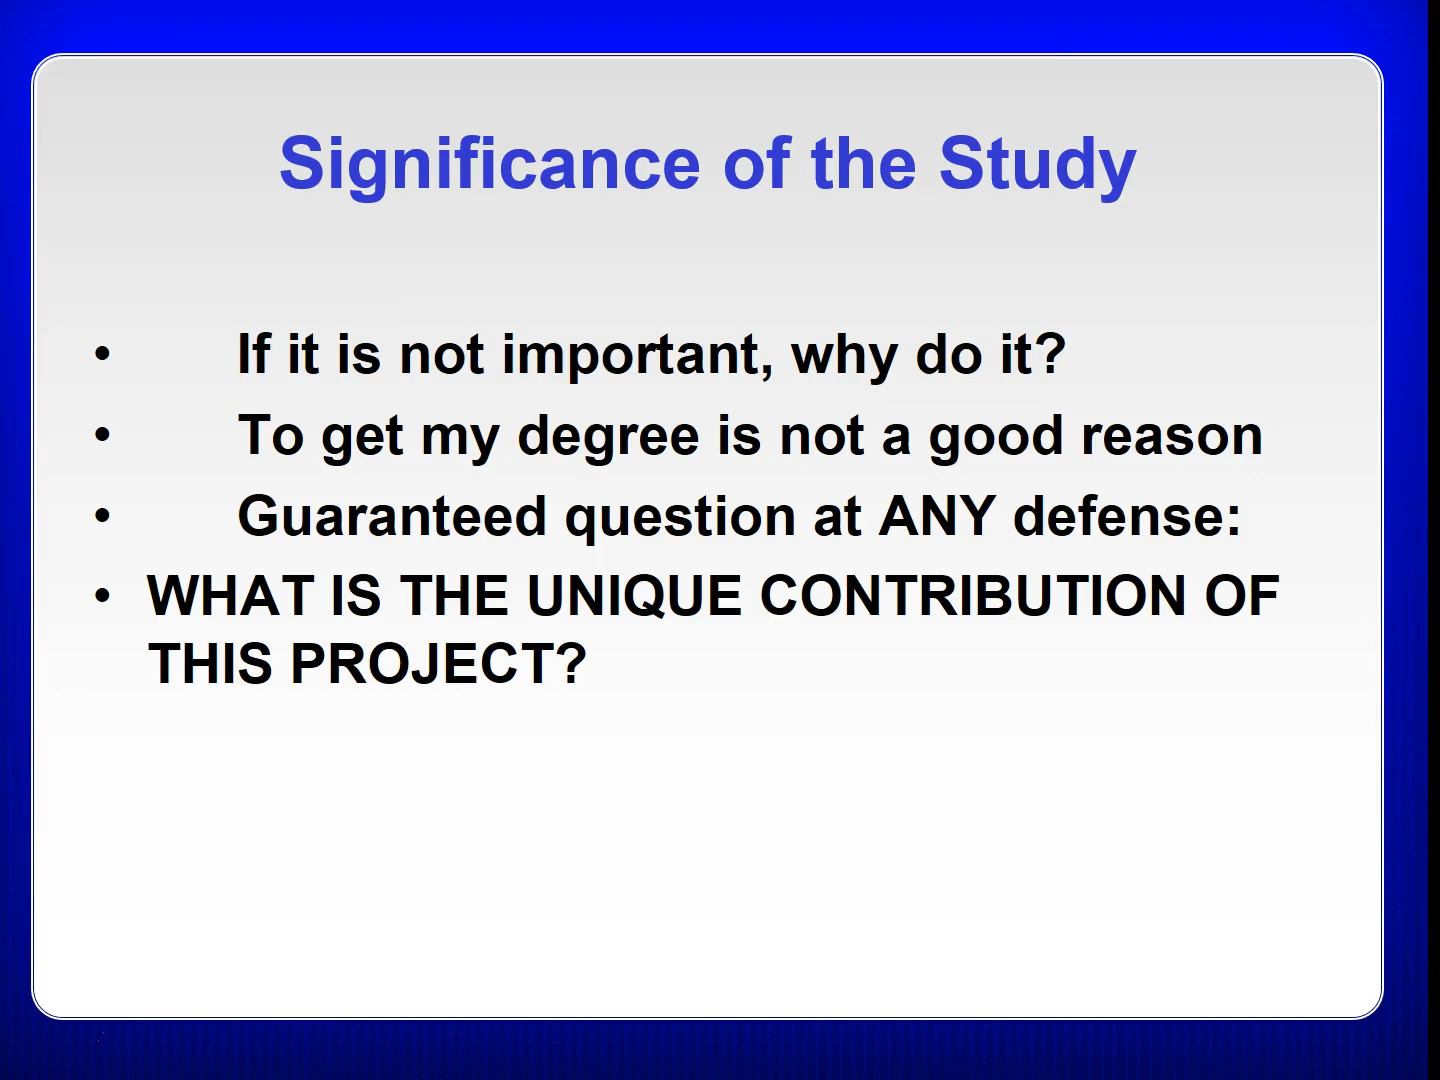 Significance of the Study
• If it is not important, why do it?
• To get my degree is not a good reason
• Guaranteed question at ANY defense:
• WHAT IS THE UNIQUE CONTRIBUTION OF
THIS PROJECT?